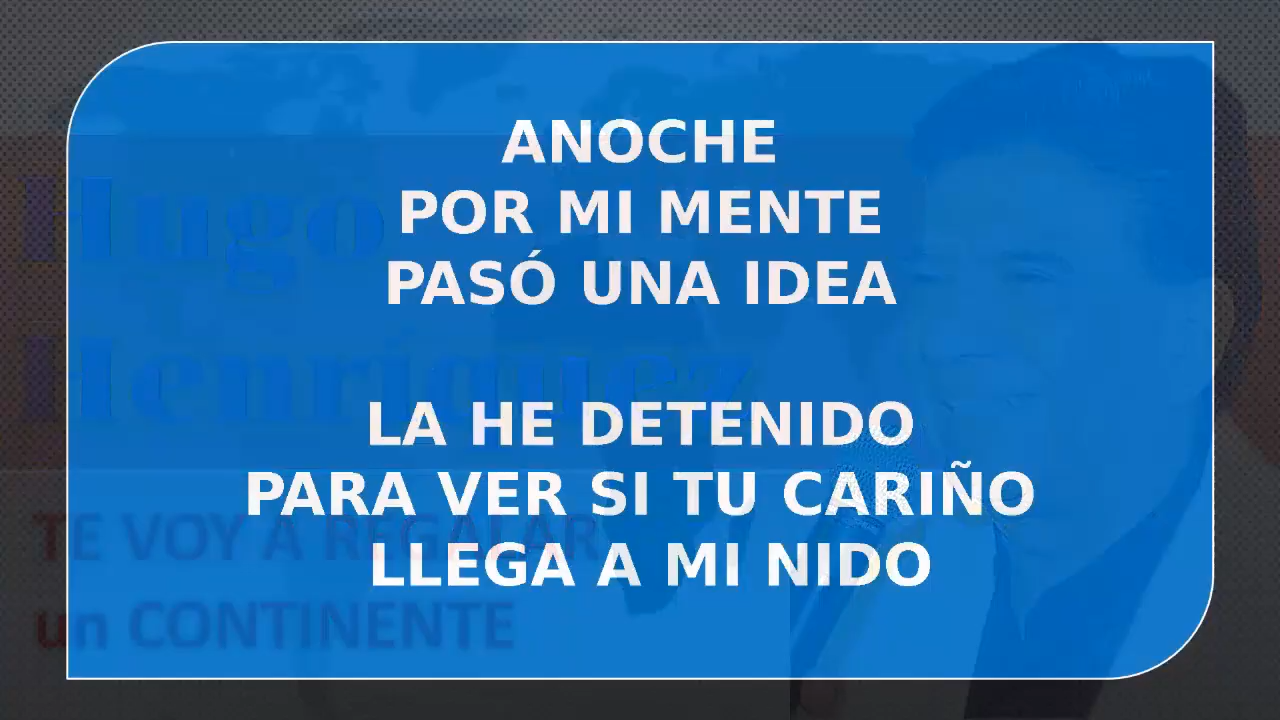 ANOCHE
POR MI MENTE
PASÓ UNA IDEA
LA HE DETENIDO
PARA VER SI TU CARIÑO
LLEGA A MI NIDO
Hugo
Henríquez
TE VOY A REGALAR
un CONTINENTE